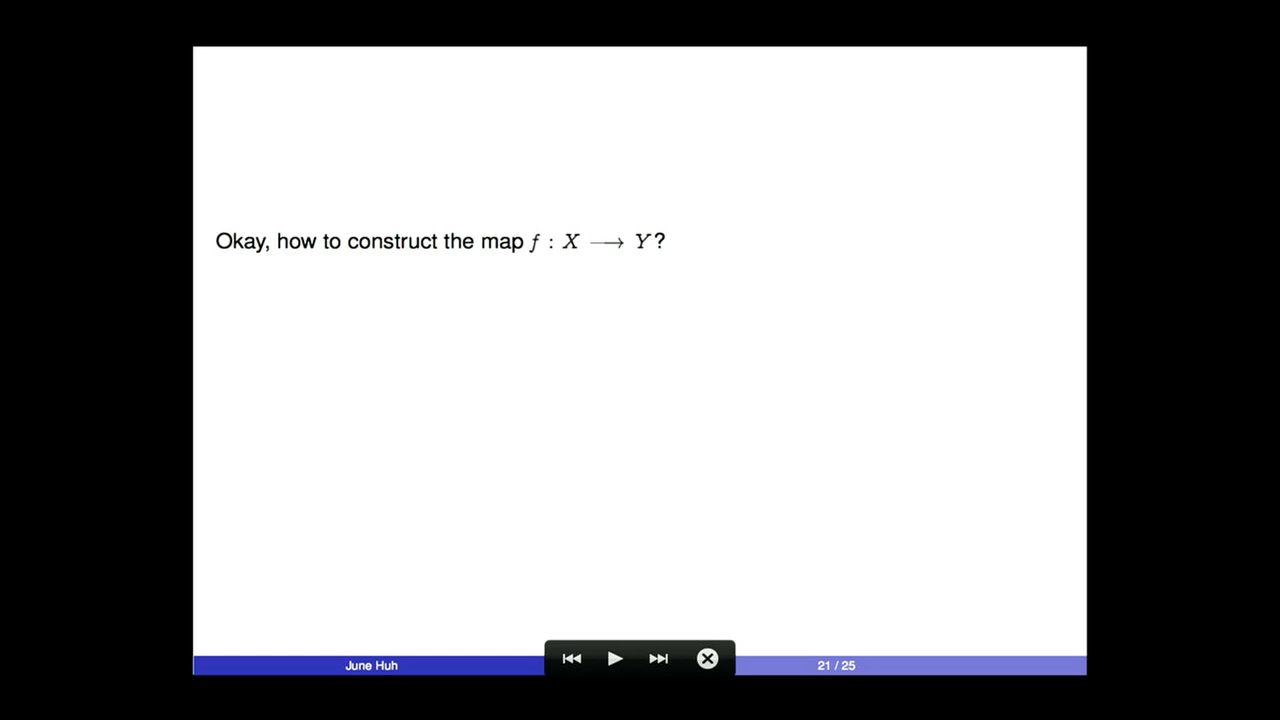 Okay, how to construct the map f : X ⟶ Y?
June Huh
21 / 25